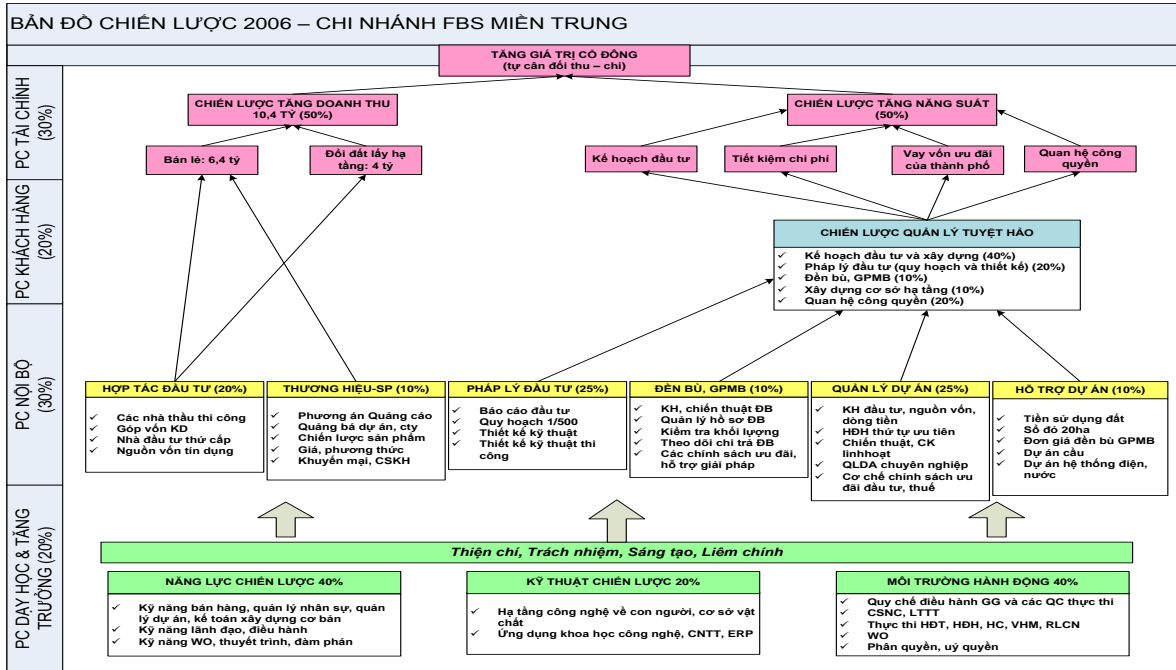 BẢN ĐỒ CHIẾN LƯỢC 2006 – CHI NHÁNH FBS MIỀN TRUNG
TĂNG GIÁ TRỊ CỔ ĐÔNG
(tự cân đối thu – chi)
PC TÀI CHÍNH
(30%)
CHIẾN LƯỢC TĂNG DOANH THU
10,4 TỶ (50%)
CHIẾN LƯỢC TĂNG NĂNG SUẤT
(50%)
Bán lẻ: 6,4 tỷ
Đổi đất lấy hạ
tầng: 4 tỷ
Kế hoạch đầu tư
Tiết kiệm chi phí
Vay vốn ưu đãi
của thành phố
Quan hệ công
quyền
PC KHÁCH HÀNG
(20%)
CHIẾN LƯỢC QUẢN LÝ TUYỆT HẢO
✓ Kế hoạch đầu tư và xây dựng (40%)
✓ Pháp lý đầu tư (quy hoạch và thiết kế) (20%)
✓ Đền bù, GPMB (10%)
✓ Xây dựng cơ sở hạ tầng (10%)
✓ Quan hệ công quyền (20%)
PC NỘI BỘ
(30%)
HỢP TÁC ĐẦU TƯ (20%)
✓ Các nhà thầu thi công
✓ Góp vốn KD
✓ Nhà đầu tư thứ cấp
✓ Nguồn vốn tín dụng
THƯƠNG HIỆU-SP (10%)
✓ Phương án Quảng cáo
✓ Quảng bá dự án, cty
✓ Chiến lược sản phẩm
✓ Giá, phương thức
✓ Khuyến mại, CSKH
PHÁP LÝ ĐẦU TƯ (25%)
✓ Báo cáo đầu tư
✓ Quy hoạch 1/500
✓ Thiết kế kỹ thuật
✓ Thiết kế kỹ thuật thi
công
ĐỀN BÙ, GPMB (10%)
✓ KH, chiến thuật ĐB
✓ Quản lý hồ sơ ĐB
✓ Kiểm tra khối lượng
✓ Theo dõi chi trả ĐB
✓ Các chính sách ưu đãi,
hỗ trợ giải pháp
QUẢN LÝ DỰ ÁN (25%)
✓ KH đầu tư, nguồn vốn,
dòng tiền
✓ HĐH thứ tự ưu tiên
✓ Chiến thuật, CK
linhhoạt
✓ QLDA chuyên nghiệp
✓ Cơ chế chính sách ưu
đãi đầu tư, thuế
HỖ TRỢ DỰ ÁN (10%)
✓ Tiền sử dụng đất
✓ Sổ đỏ 20ha
✓ Đơn giá đền bù GPMB
✓ Dự án cầu
✓ Dự án hệ thống điện,
nước
PC DẠY HỌC & TĂNG
TRƯỞNG (20%)
Thiện chí, Trách nhiệm, Sáng tạo, Liêm chính
NĂNG LỰC CHIẾN LƯỢC 40%
✓ Kỹ năng bán hàng, quản lý nhân sự, quản
lý dự án, kế toán xây dựng cơ bản
✓ Kỹ năng lãnh đạo, điều hành
✓ Kỹ năng WO, thuyết trình, đàm phán
KỸ THUẬT CHIẾN LƯỢC 20%
✓ Hạ tầng công nghệ về con người, cơ sở vật
chất
✓ Ứng dụng khoa học công nghệ, CNTT, ERP
MÔI TRƯỜNG HÀNH ĐỘNG 40%
✓ Quy chế điều hành GG và các QC thực thi
✓ CSNC, LTTT
✓ Thực thi HĐT, HĐH, HC, VHM, RLCN
✓ WO
✓ Phân quyền, uỷ quyền